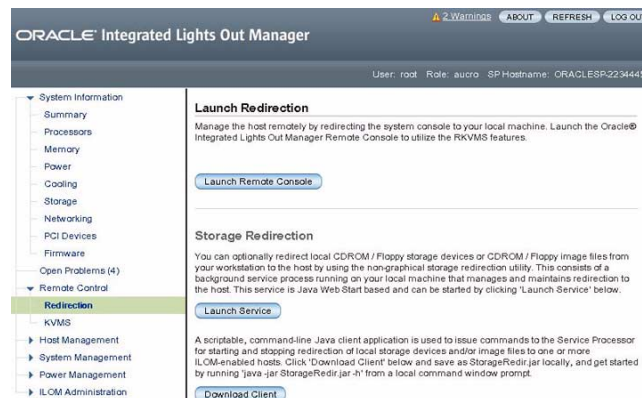 2 Warnings ABOUT REFRESH LOG OU
ORACLE Integrated Lights Out Manager
User: root Role: aucro SP Hostname: ORACLESP-2234445
System Information
Summary
Processors
Memory
Power
Cooling
Storage
Networking
PCI Devices
Firmware
Open Problems (4)
Remote Control
Redirection
KVMS
Host Management
System Management
Power Management
ILOM Administration
Launch Redirection
Manage the host remotely by redirecting the system console to your local machine. Launch the Oracle®
Integrated Lights Out Manager Remote Console to utilize the RKVMS features.
Launch Remote Console
Storage Redirection
You can optionally redirect local CDROM / Floppy storage devices or CDROM / Floppy image files from
your workstation to the host by using the non-graphical storage redirection utility. This consists of a
background service process running on your local machine that manages and maintains redirection to
the host. This service is Java Web Start based and can be started by clicking 'Launch Service' below.
Launch Service
A scriptable, command-line Java client application is used to issue commands to the Service Processor
for starting and stopping redirection of local storage devices and/or image files to one or more
ILOM-enabled hosts. Click 'Download Client' below and save as StorageRedir.jar locally, and get started
by running 'java -jar StorageRedir.jar -h' from a local command window prompt.
Download Client